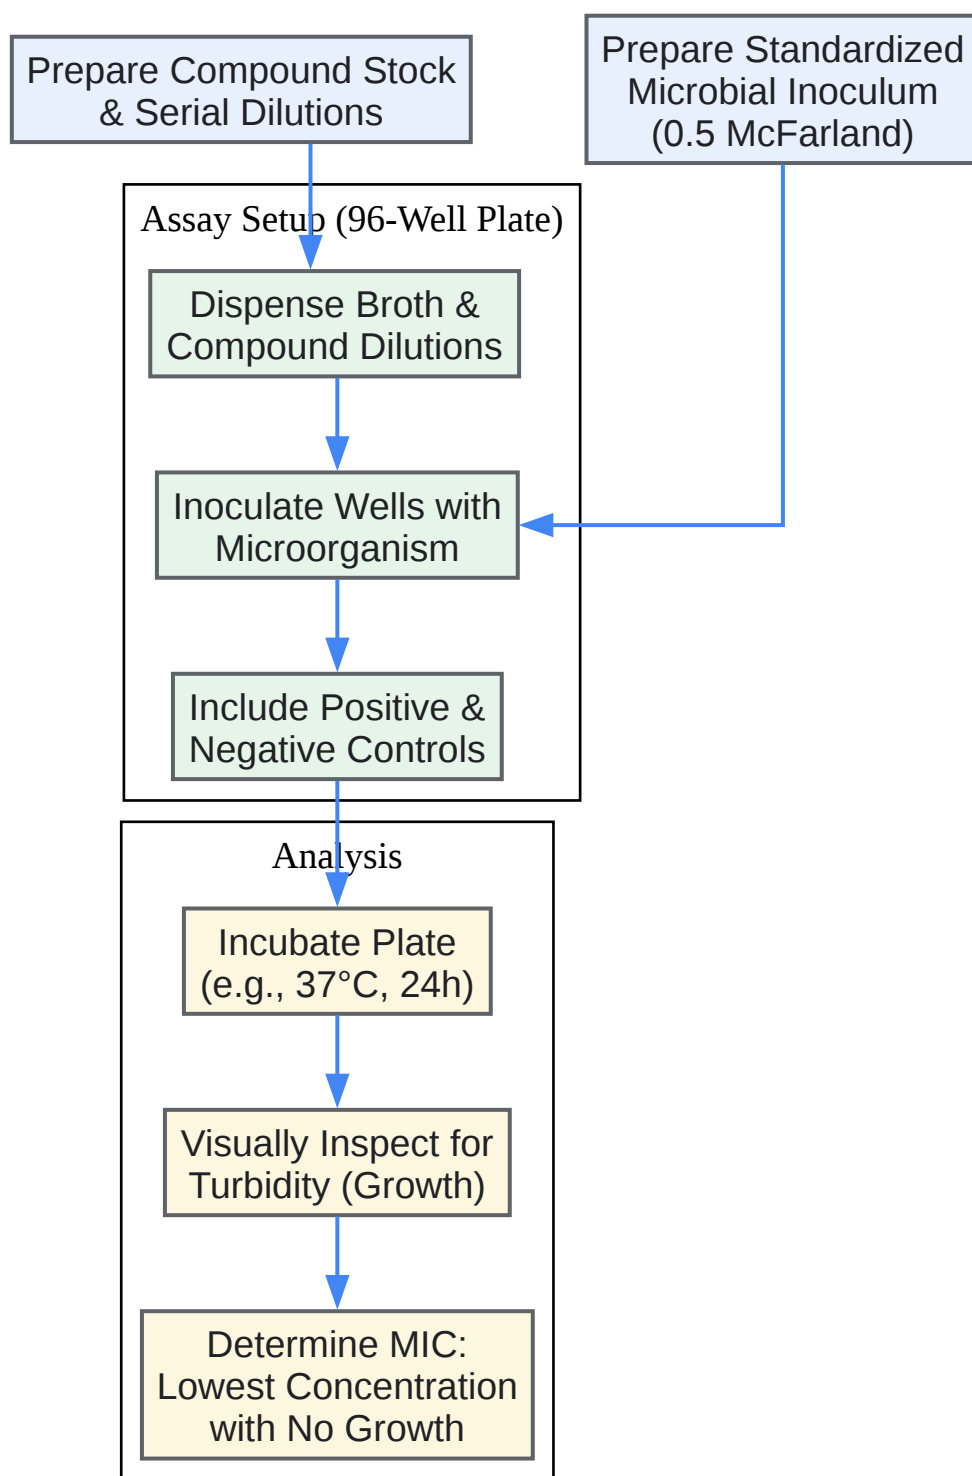 Prepare Compound Stock
& Serial Dilutions
Prepare Standardized
Microbial Inoculum
(0.5 McFarland)
Assay Setup (96-Well Plate)
Dispense Broth &
Compound Dilutions
Inoculate Wells with
Microorganism
Include Positive &
Negative Controls
Analysis
Incubate Plate
(e.g., 37°C, 24h)
Visually Inspect for
Turbidity (Growth)
Determine MIC:
Lowest Concentration
with No Growth